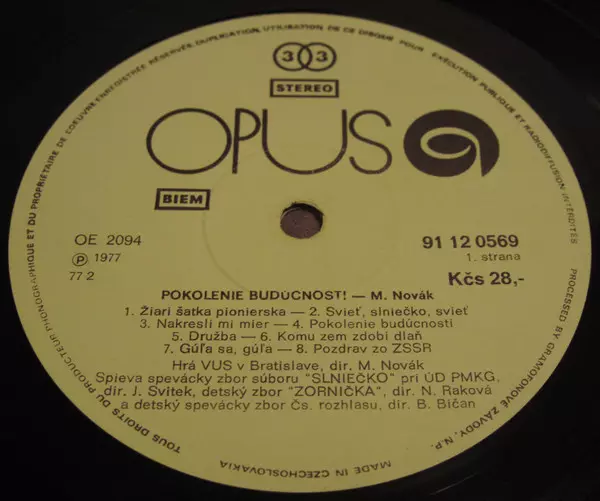 TOUS DROITS DU PRODUCTEUR PHONOGRAPHIQUE ET DU PROPRIETAIRE DE L'OEUVRE ENREGISTRÉE RÉSERVÉS, DUPLICATION, UTILISATION DE CE DISQUE POUR EXÉCUTION PUBLIQUE ET RADIODIFFUSION INTERDITES
33
STEREO
OPUS
BIEM
OE 2094
℗ 1977
77 2
91 12 0569
1. strana
Kčs 28,-
POKOLENIE BUDÚCNOSTI — M. Novák
1. Žiari šatka pionierska — 2. Svieť, slniečko, svieť
3. Nakresli mi mier — 4. Pokolenie budúcnosti
5. Družba — 6. Komu zem zdobí dlaň
7. Gúľa sa, gúľa — 8. Pozdrav zo ZSSR
Hrá VUS v Bratislave, dir. M. Novák
Spieva spevácky zbor súboru "SLNIEČKO" pri ÚD PMKG,
dir. J. Svitek, detský zbor "ZORNIČKA", dir. N. Raková
a detský spevácky zbor Čs. rozhlasu, dir. B. Bičan
MADE IN CZECHOSLOVAKIA
PROCESSED BY GRAMOFONOVÉ ZÁVODY, N.P.